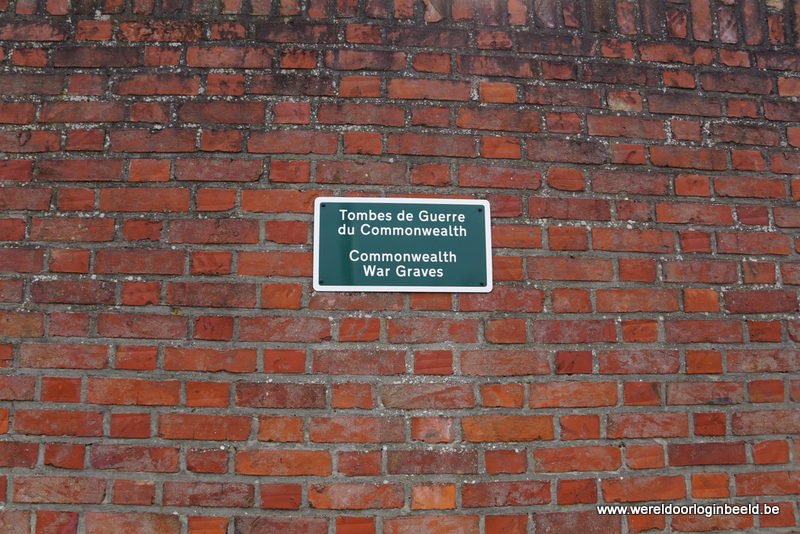 Tombes de Guerre
du Commonwealth
Commonwealth
War Graves
www.wereldoorloginbeeld.be